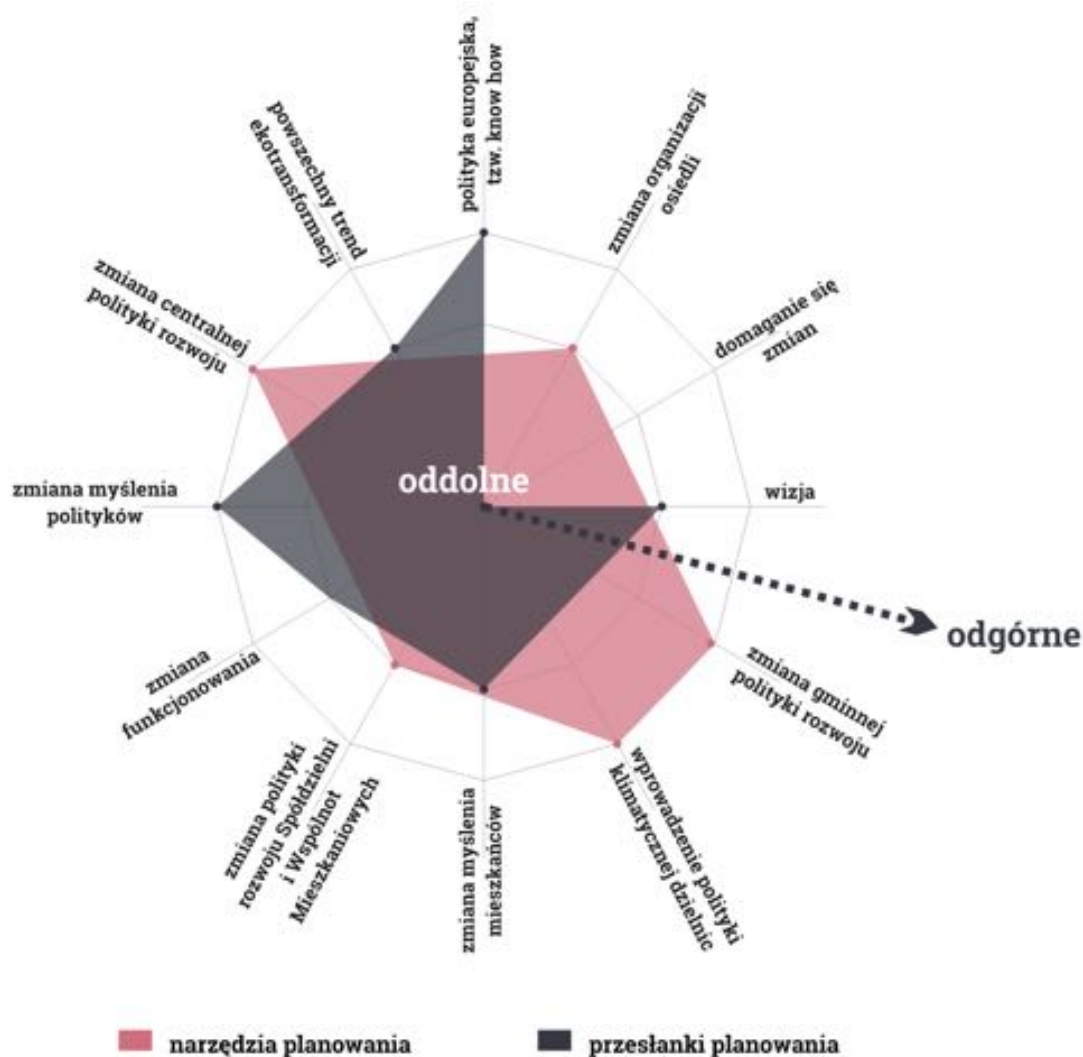 polityka europejska,
tzw. know how
zmiana organizacji
osiedli
domaganie się
zmian
wizja
zmiana gminnej
polityki rozwoju
wprowadzenie polityki
klimatycznej dzielnic
zmiana myślenia
mieszkańców
zmiana polityki
rozwoju Spółdzielni
i Wspólnot
Mieszkaniowych
zmiana
funkcjonowania
zmiana myślenia
polityków
zmiana centralnej
polityki rozwoju
powszechny trend
ekotransformacji
oddolne
odgórne
narzędzia planowania
przesłanki planowania